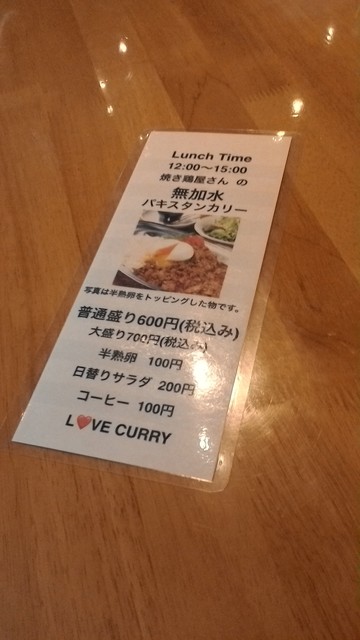 Lunch Time
12:00～15:00
焼き鶏屋さん の
無加水
パキスタンカリー
写真は半熟卵をトッピングした物です。
普通盛り600円(税込み)
大盛り700円(税込み)
半熟卵 100円
日替りサラダ 200円
コーヒー 100円
L❤VE CURRY